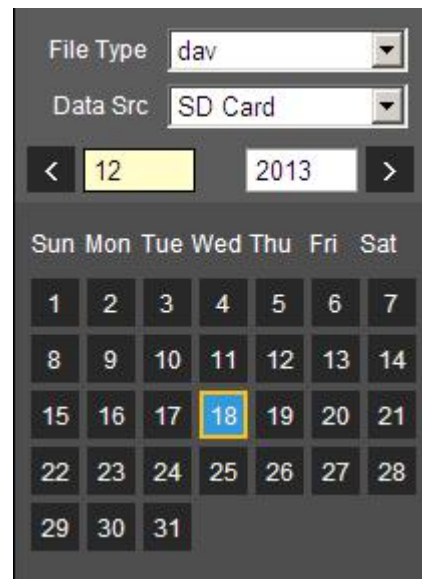 File Type dav
Data Src SD Card
< 12 2013 >
Sun Mon Tue Wed Thu Fri Sat
1 2 3 4 5 6 7
8 9 10 11 12 13 14
15 16 17 18 19 20 21
22 23 24 25 26 27 28
29 30 31